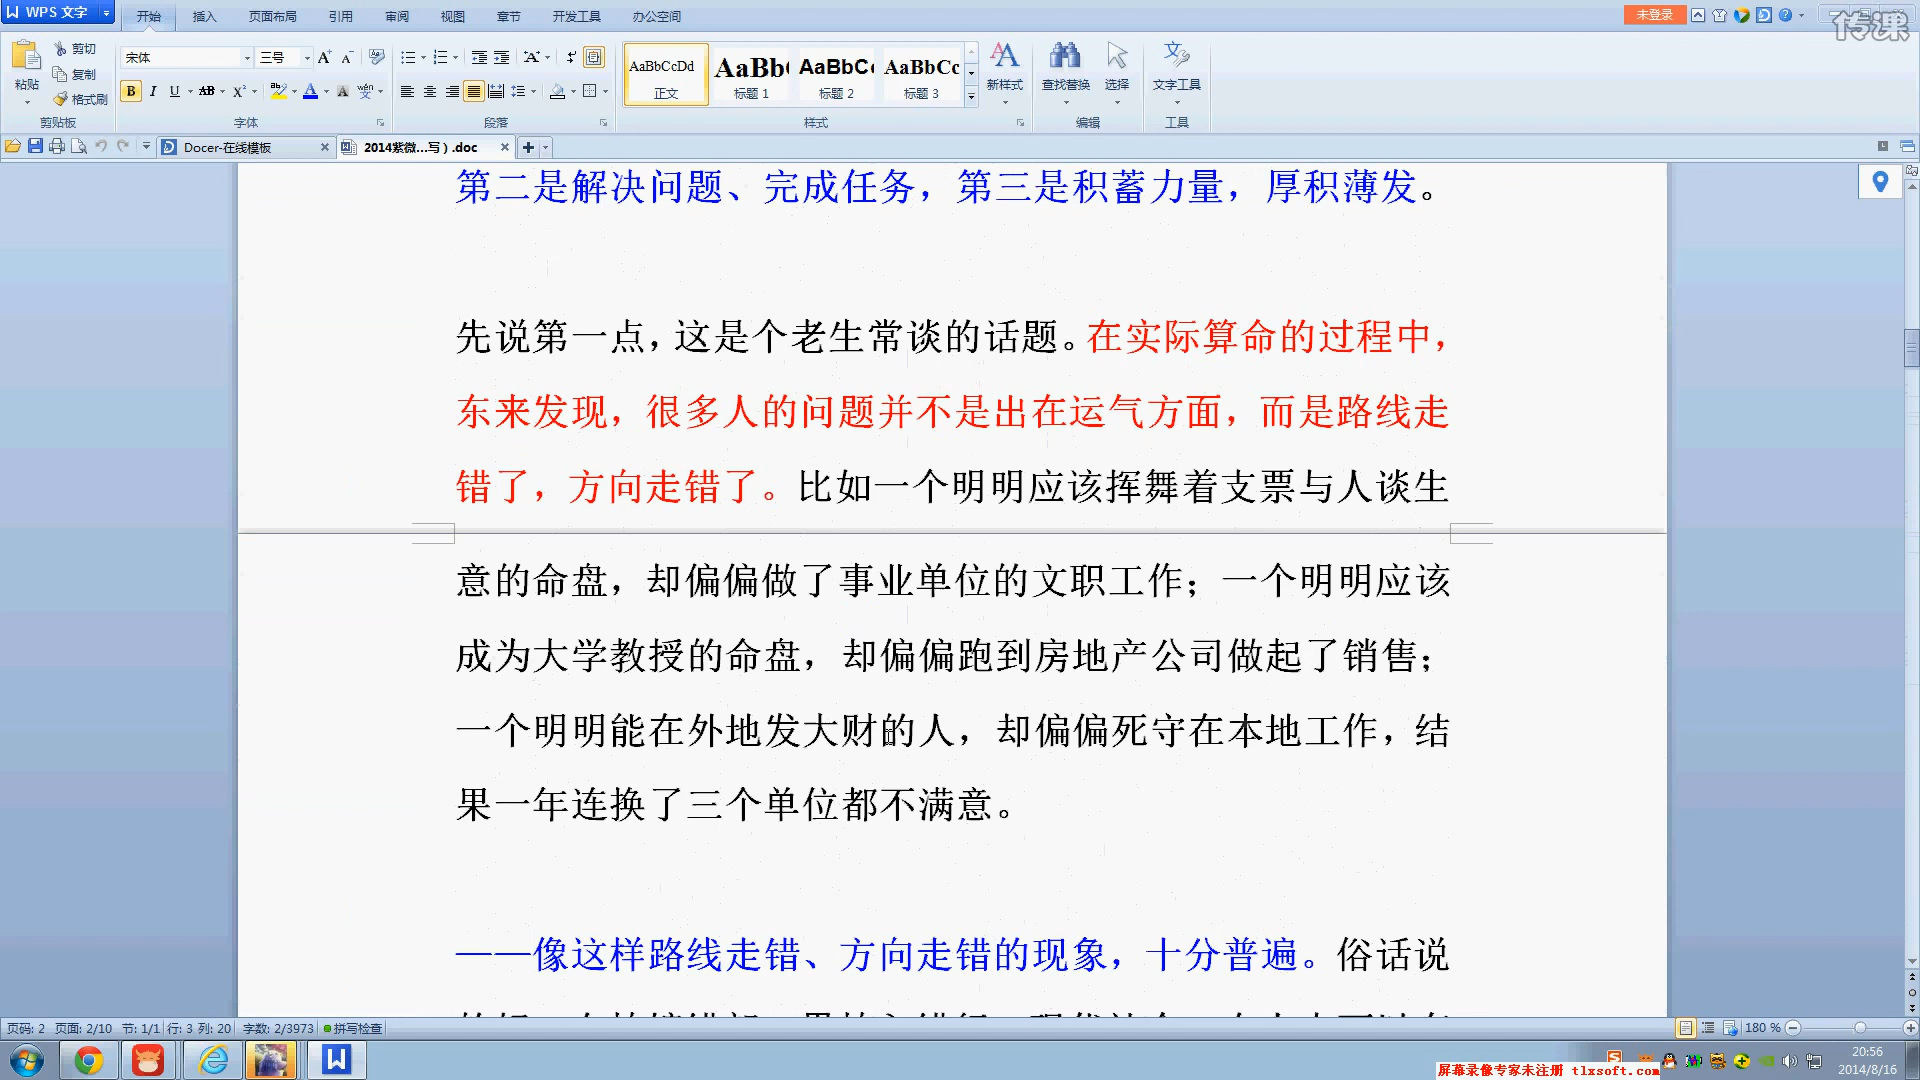 WPS 文字
开始 插入 页面布局 引用 审阅 视图 章节 开发工具 办公空间
未登录
传课
粘贴 剪切 复制 格式刷
宋体 三号
AaBbCcDd 正文
标题 1
AaBbCc 标题 2
AaBbCc 标题 3
新样式 查找替换 选择 文字工具
剪贴板 字体 段落 样式 编辑 工具
Docer-在线模板 2014紫微...写）.doc
第二是解决问题、完成任务，第三是积蓄力量，厚积薄发。
先说第一点，这是个老生常谈的话题。在实际算命的过程中，
东来发现，很多人的问题并不是出在运气方面，而是路线走
错了，方向走错了。比如一个明明应该挥舞着支票与人谈生
意的命盘，却偏偏做了事业单位的文职工作；一个明明应该
成为大学教授的命盘，却偏偏跑到房地产公司做起了销售；
一个明明能在外地发大财的人，却偏偏死守在本地工作，结
果一年连换了三个单位都不满意。
——像这样路线走错、方向走错的现象，十分普遍。俗话说
页码: 2 页面: 2/10 节: 1/1 行: 3 列: 20 字数: 2/3973 拼写检查
180 %
20:56
2014/8/16
屏幕录像专家未注册 tlxsoft.com